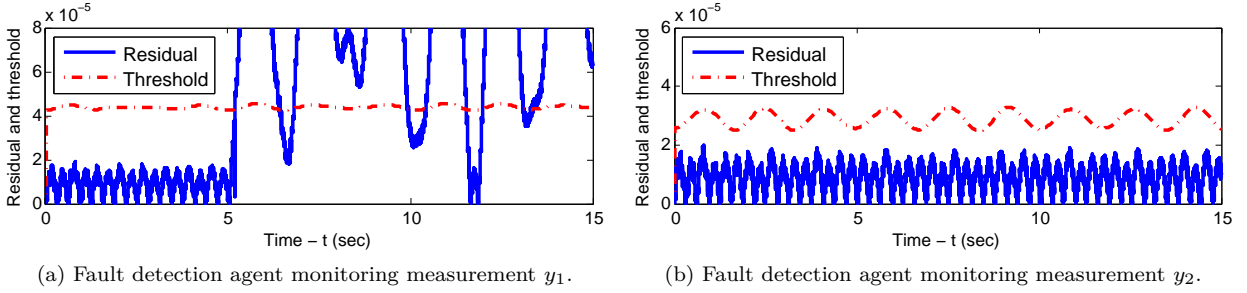 x 10⁻⁵
8
6
4
2
0
0 5 10 15
Residual and threshold
Time – t (sec)
Residual
Threshold
(a) Fault detection agent monitoring measurement y₁.
x 10⁻⁵
6
4
2
0
0 5 10 15
Residual and threshold
Time – t (sec)
Residual
Threshold
(b) Fault detection agent monitoring measurement y₂.